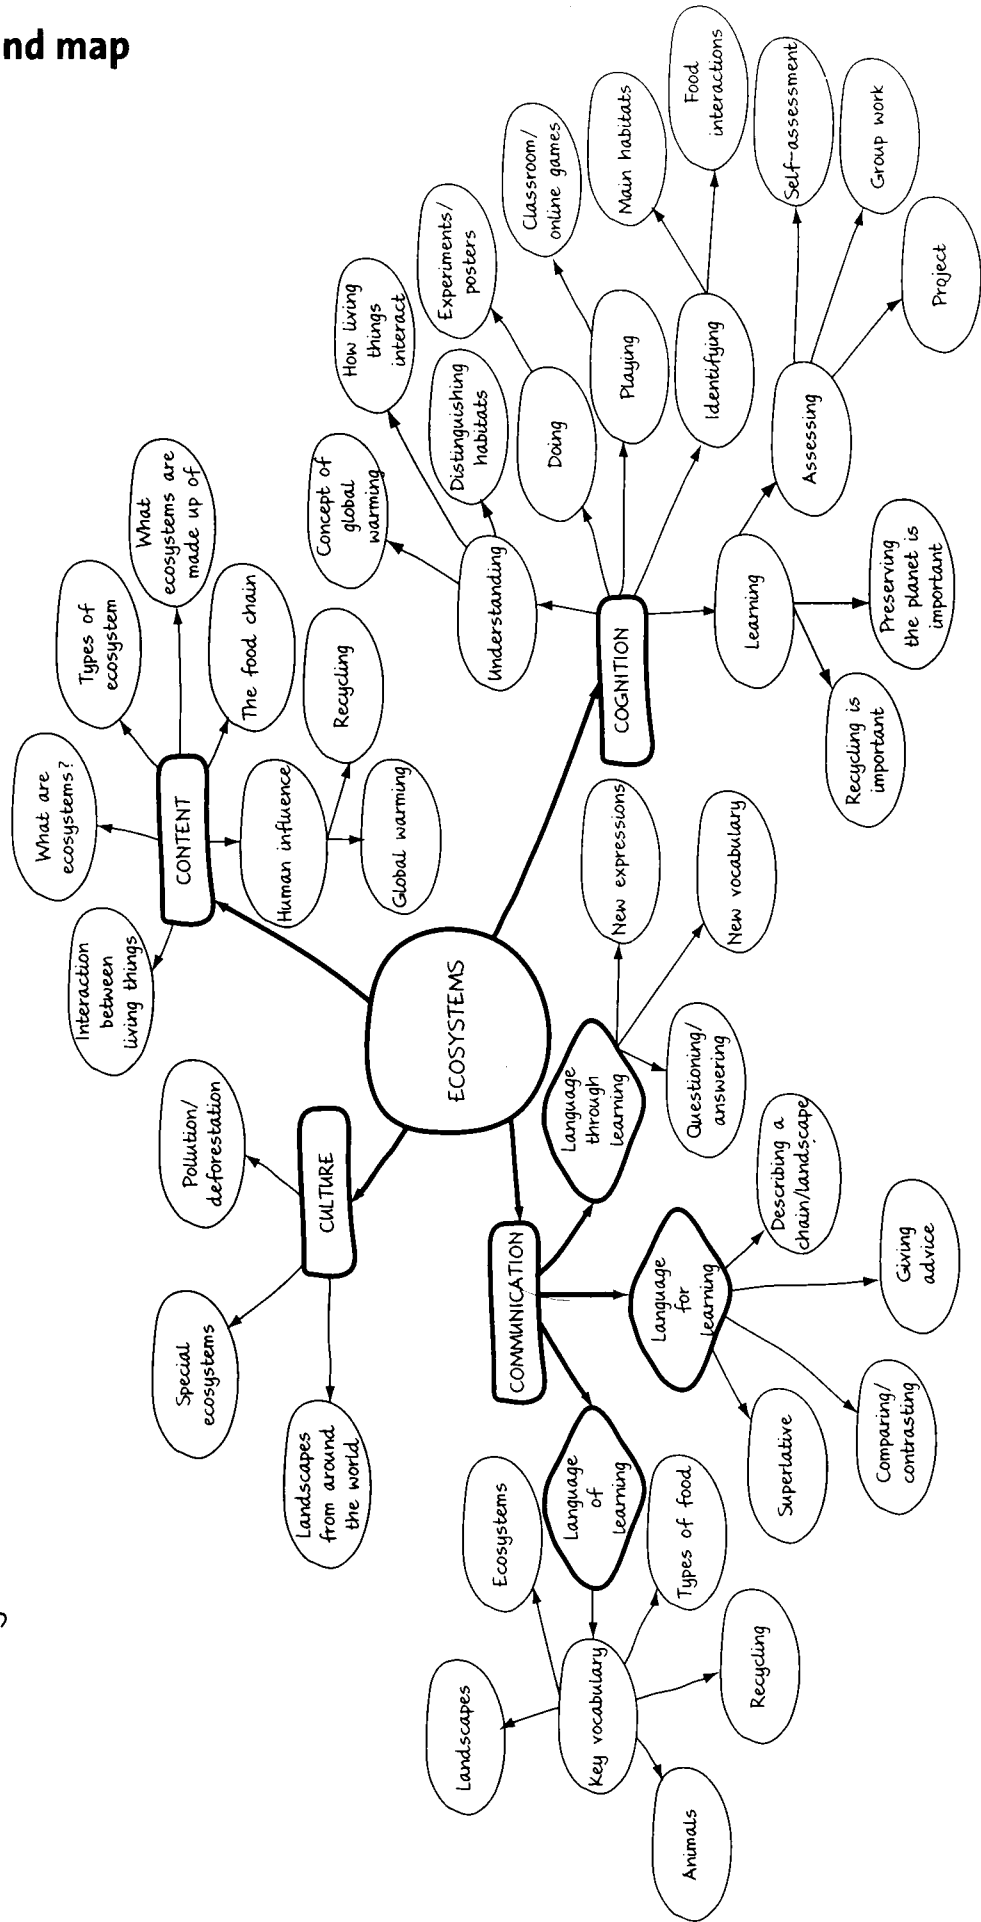 nd map
What are
ecosystems?
Types of
ecosystem
What
ecosystems are
made up of
The food chain
Interaction
between
living things
CONTENT
Human influence
Recycling
Global warming
Pollution/
deforestation
CULTURE
Special
ecosystems
Landscapes
from around
the world
ECOSYSTEMS
COGNITION
Understanding
Concept of
global
warming
How living
things
interact
Distinguishing
habitats
Doing
Experiments/
posters
Playing
Classroom/
online games
Identifying
Main habitats
Food
interactions
Learning
Assessing
Self-assessment
Group work
Project
Preserving
the planet is
important
Recycling is
important
COMMUNICATION
Language
through
learning
New expressions
New vocabulary
Questioning/
answering
Language
for
learning
Describing a
chain/landscape
Giving
advice
Comparing/
contrasting
Superlative
Language
of
learning
Key vocabulary
Ecosystems
Landscapes
Types of food
Recycling
Animals